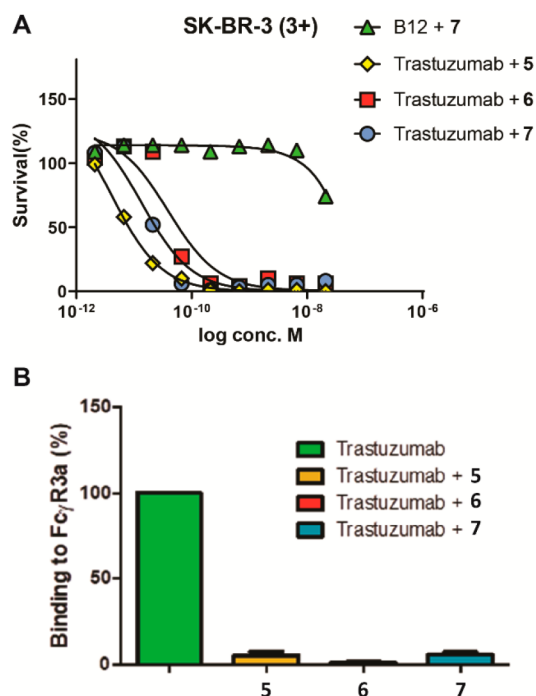 A
SK-BR-3 (3+)
B12 + 7
Trastuzumab + 5
Trastuzumab + 6
Trastuzumab + 7
Survival(%)
150
100
50
0
10-12
10-10
10-8
10-6
log conc. M
B
Binding to FcγR3a (%)
150
100
50
0
Trastuzumab
Trastuzumab + 5
Trastuzumab + 6
Trastuzumab + 7
5
6
7